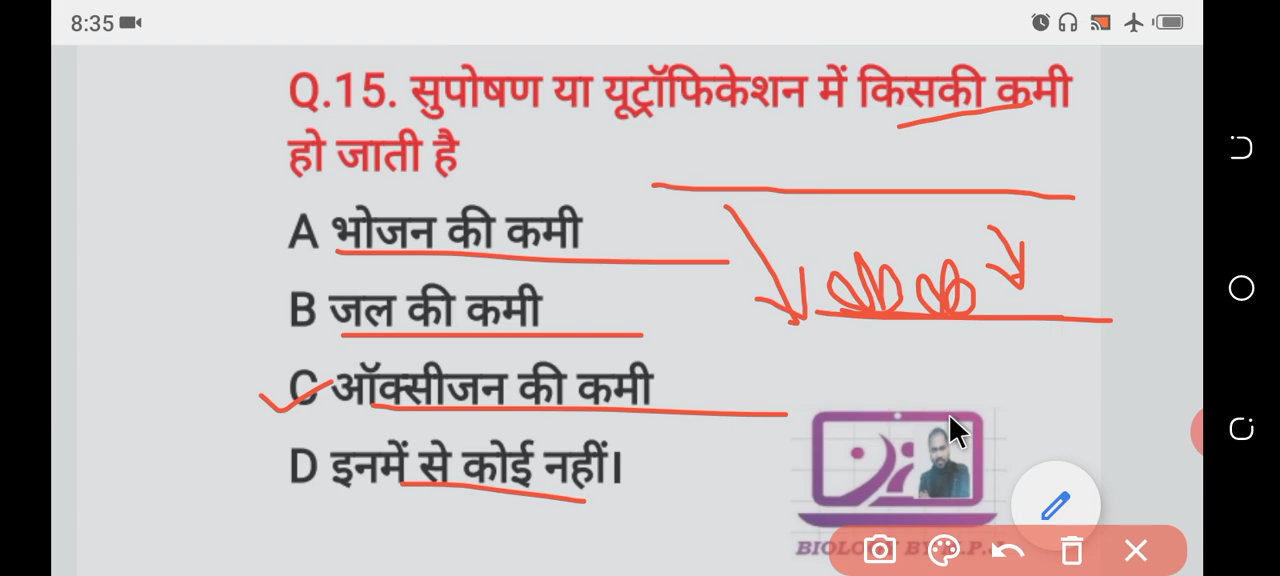 8:35
Q.15. सुपोषण या यूट्रॉफिकेशन में किसकी कमी
हो जाती है
A भोजन की कमी
B जल की कमी
C ऑक्सीजन की कमी
D इनमें से कोई नहीं।